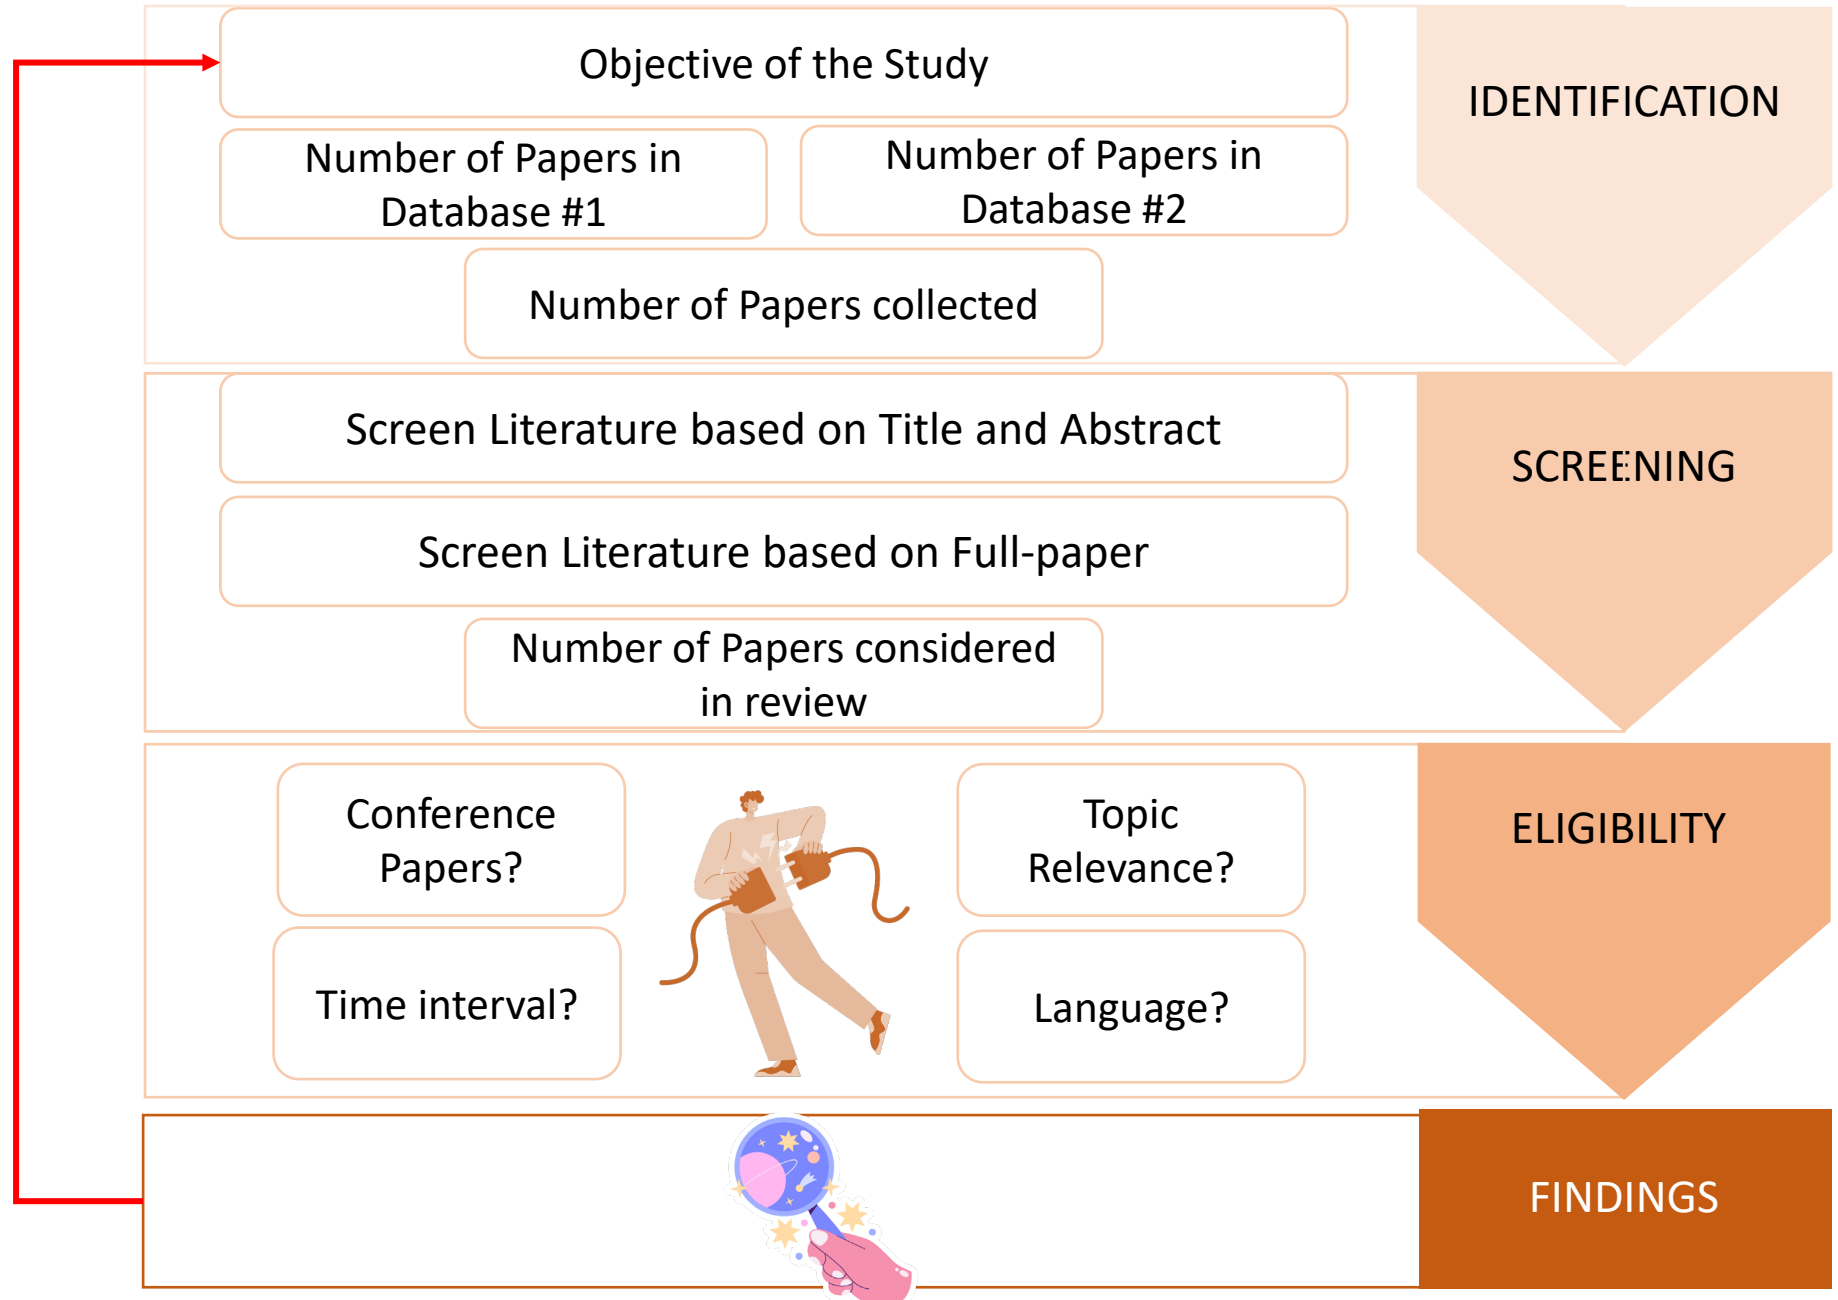 Objective of the Study
IDENTIFICATION
Number of Papers in
Database #1
Number of Papers in
Database #2
Number of Papers collected
Screen Literature based on Title and Abstract
SCREENING
Screen Literature based on Full-paper
Number of Papers considered
in review
Conference
Papers?
Topic
Relevance?
ELIGIBILITY
Time interval?
Language?
FINDINGS